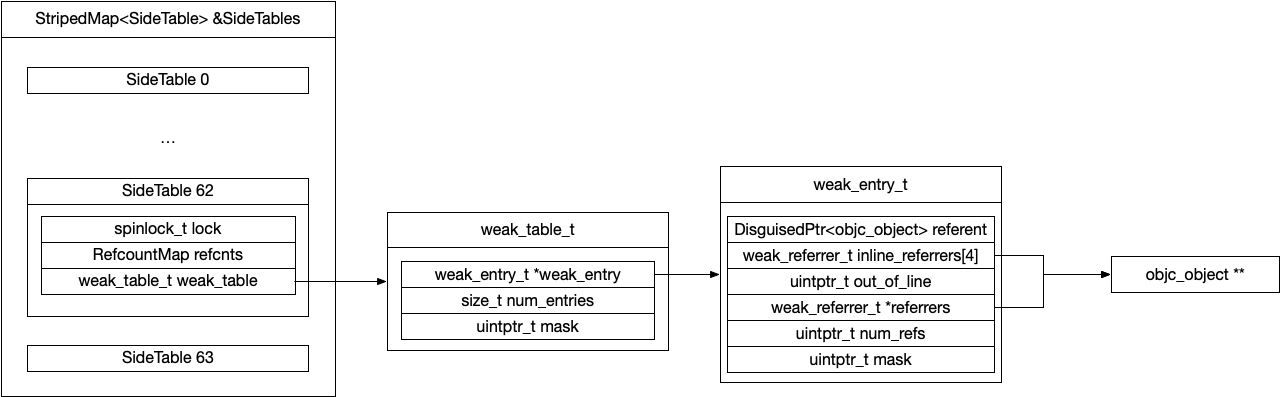 StripedMap<SideTable> &SideTables
SideTable 0
...
SideTable 62
spinlock_t lock
RefcountMap refcnts
weak_table_t weak_table
SideTable 63
weak_table_t
weak_entry_t *weak_entry
size_t num_entries
uintptr_t mask
weak_entry_t
DisguisedPtr<objc_object> referent
weak_referrer_t inline_referrers[4]
uintptr_t out_of_line
weak_referrer_t *referrers
uintptr_t num_refs
uintptr_t mask
objc_object **